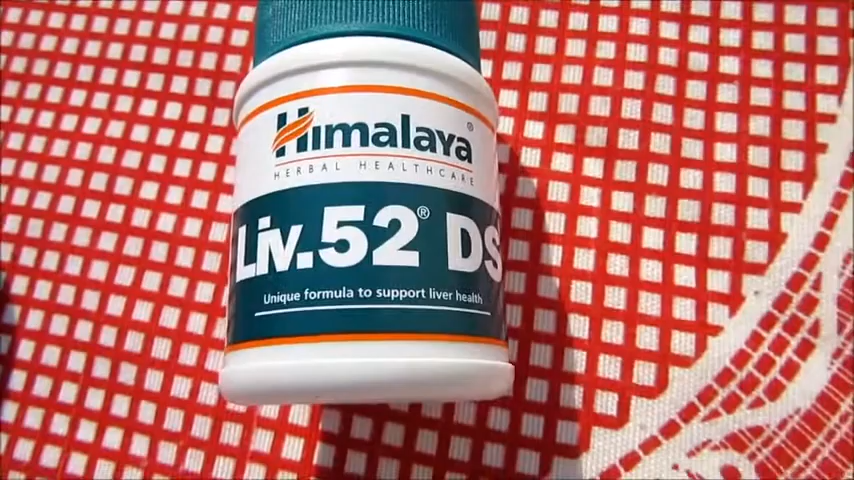 Himalaya®
HERBAL HEALTHCARE
Liv.52® DS
Unique formula to support liver health